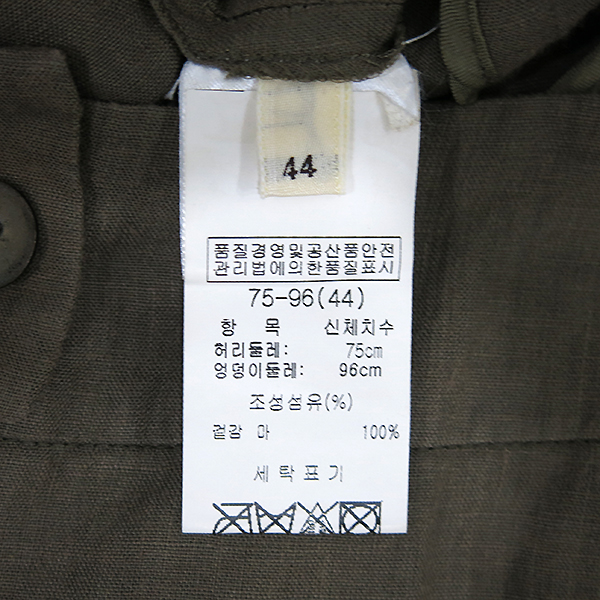 44
품질경영및공산품안전
관리법에의한품질표시
75-96(44)
항 목 신체치수
허리둘레: 75cm
엉덩이둘레: 96cm
조성섬유(%)
겉감 마 100%
세탁표기